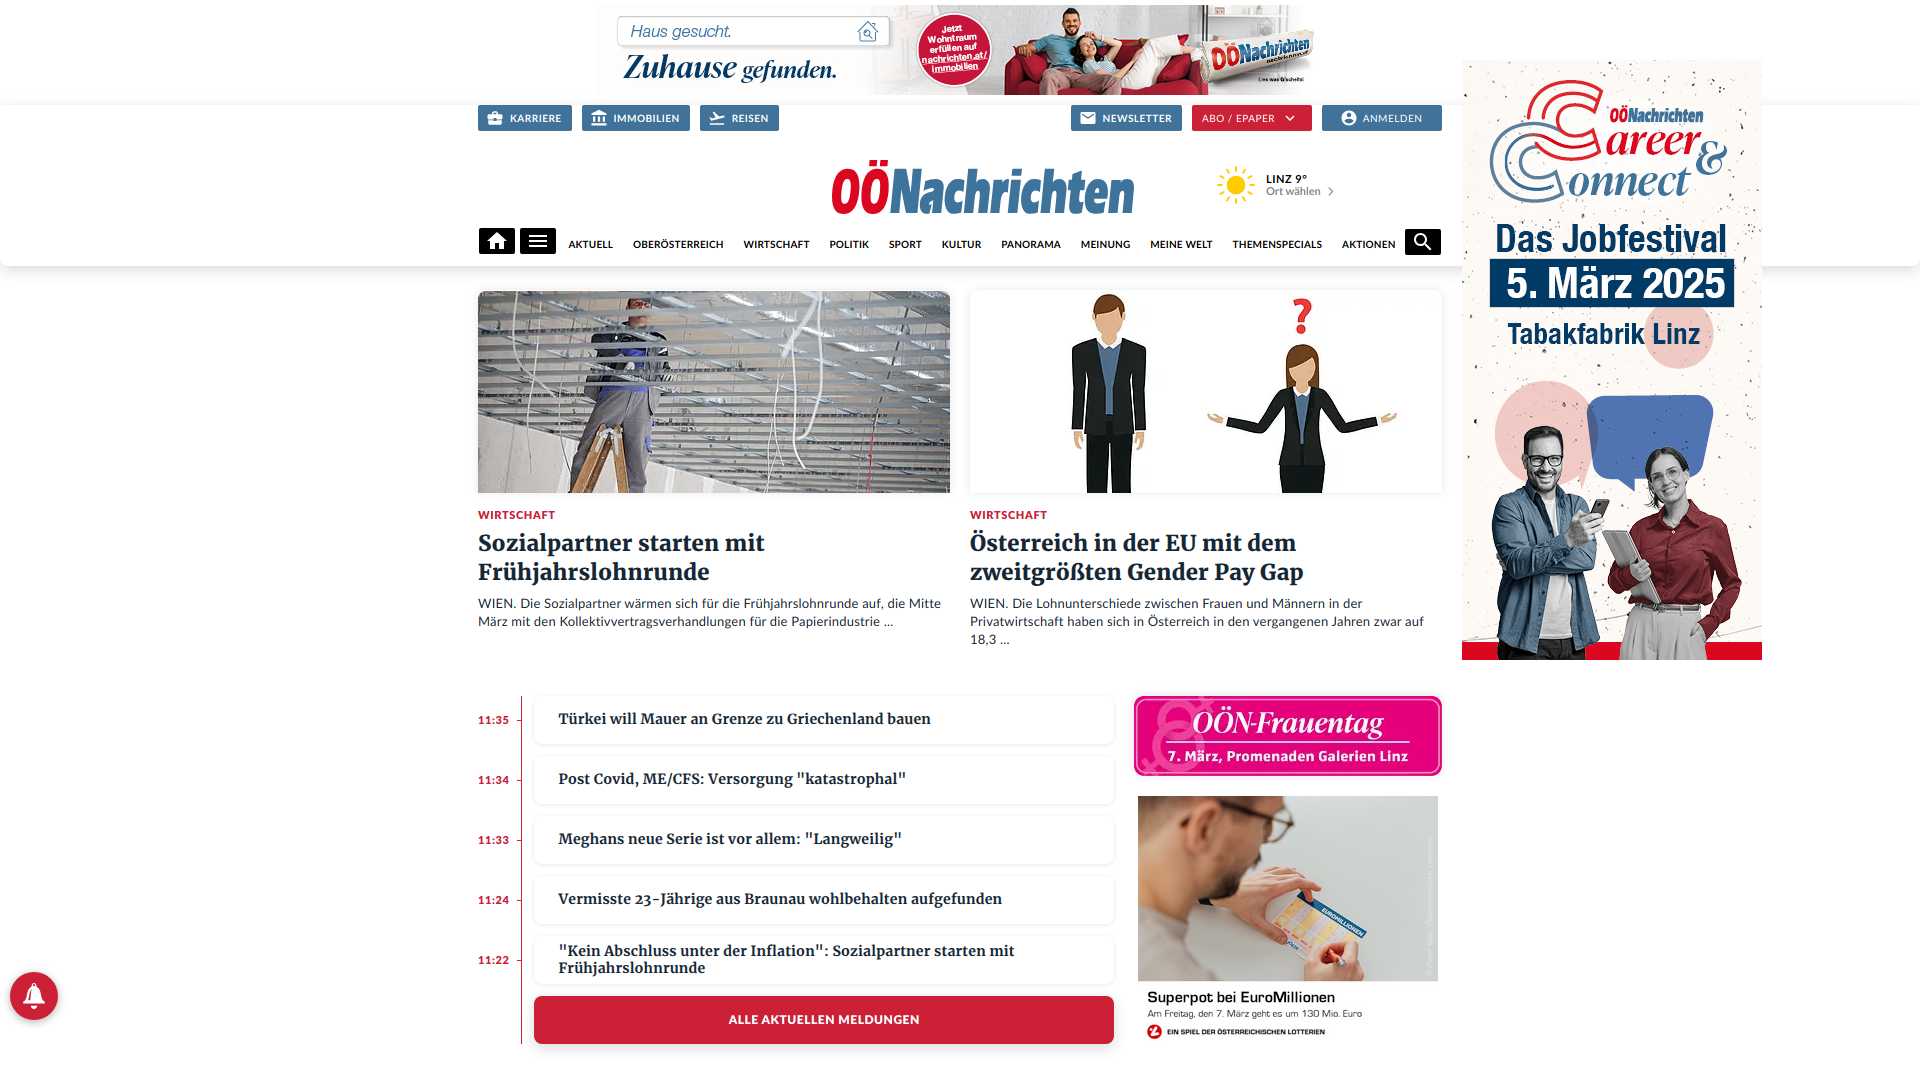 Haus gesucht.
Zuhause gefunden.
Jetzt
Wohntraum
erfüllen auf
nachrichten.at/
immobilien
OÖNachrichten
Lies was G'scheits!
KARRIERE
IMMOBILIEN
REISEN
NEWSLETTER
ABO / EPAPER
ANMELDEN
OÖNachrichten
LINZ 9°
Ort wählen
AKTUELL
OBERÖSTERREICH
WIRTSCHAFT
POLITIK
SPORT
KULTUR
PANORAMA
MEINUNG
MEINE WELT
THEMENSPECIALS
AKTIONEN
OÖNachrichten
Career &
Connect
Das Jobfestival
5. März 2025
Tabakfabrik Linz
?
WIRTSCHAFT
Sozialpartner starten mit
Frühjahrslohnrunde
WIEN. Die Sozialpartner wärmen sich für die Frühjahrslohnrunde auf, die Mitte
März mit den Kollektivvertragsverhandlungen für die Papierindustrie ...
WIRTSCHAFT
Österreich in der EU mit dem
zweitgrößten Gender Pay Gap
WIEN. Die Lohnunterschiede zwischen Frauen und Männern in der
Privatwirtschaft haben sich in Österreich in den vergangenen Jahren zwar auf
18,3 ...
11:35
Türkei will Mauer an Grenze zu Griechenland bauen
11:34
Post Covid, ME/CFS: Versorgung "katastrophal"
11:33
Meghans neue Serie ist vor allem: "Langweilig"
11:24
Vermisste 23-Jährige aus Braunau wohlbehalten aufgefunden
11:22
"Kein Abschluss unter der Inflation": Sozialpartner starten mit
Frühjahrslohnrunde
ALLE AKTUELLEN MELDUNGEN
OÖN-Frauentag
7. März, Promenaden Galerien Linz
EUROMILLIONEN
Superpot bei EuroMillionen
Am Freitag, den 7. März geht es um 130 Mio. Euro
EIN SPIEL DER ÖSTERREICHISCHEN LOTTERIEN